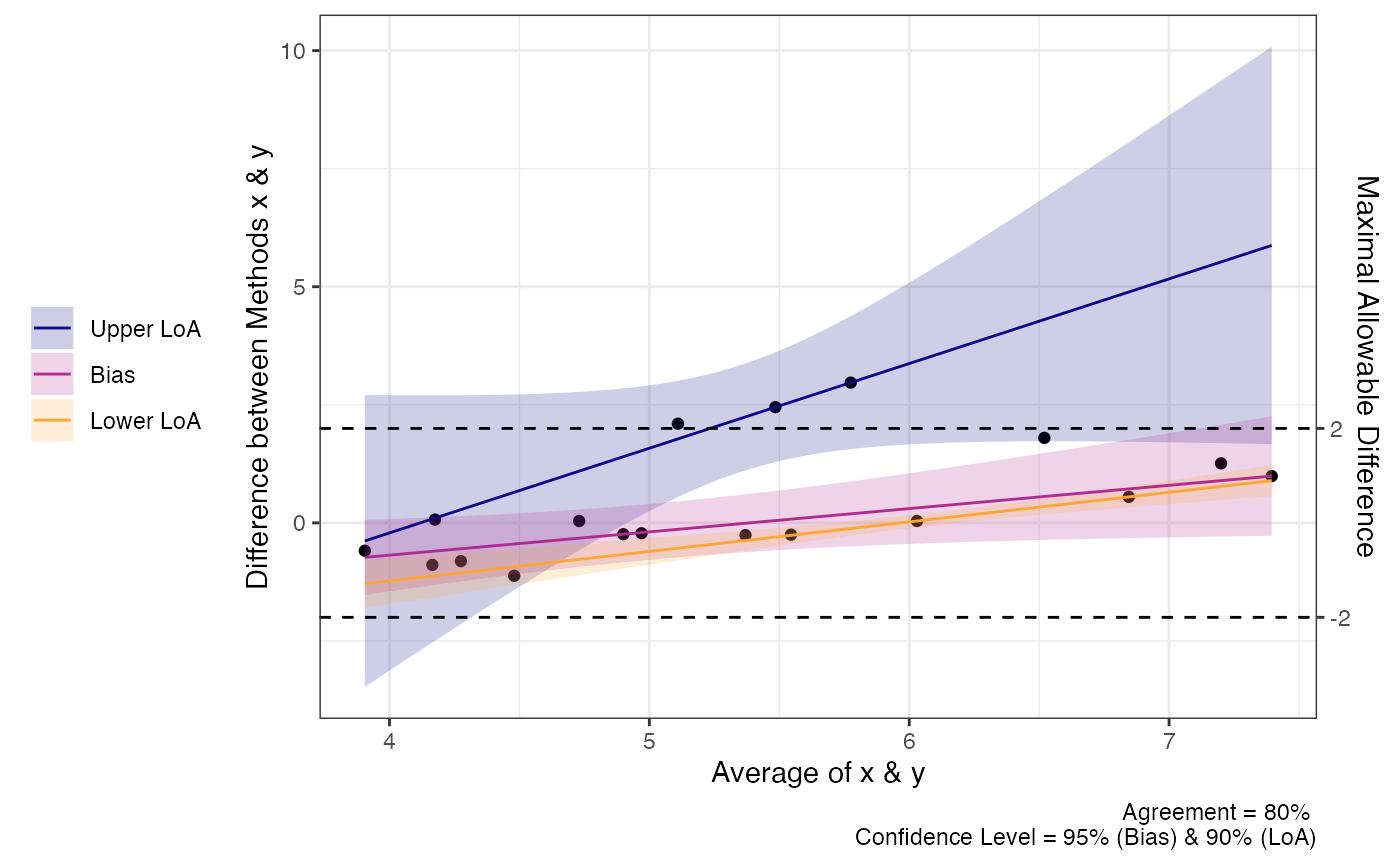 Upper LoA
Bias
Lower LoA
Difference between Methods x & y
10
5
0
Maximal Allowable Difference
2
-2
4
5
6
7
Average of x & y
Agreement = 80%
Confidence Level = 95% (Bias) & 90% (LoA)